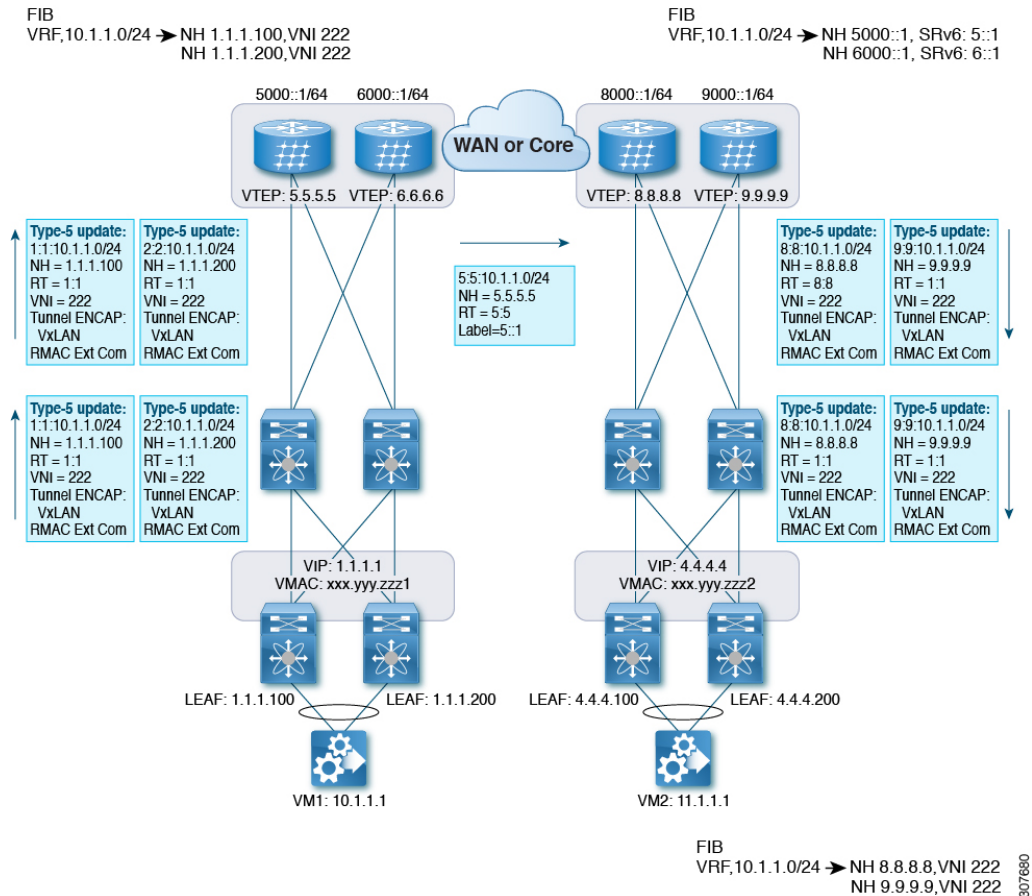 FIB
VRF,10.1.1.0/24 → NH 1.1.1.100,VNI 222
NH 1.1.1.200,VNI 222
FIB
VRF,10.1.1.0/24 → NH 5000::1, SRv6: 5::1
NH 6000::1, SRv6: 6::1
5000::1/64
6000::1/64
WAN or Core
8000::1/64
9000::1/64
VTEP: 5.5.5.5
6.6.6.6
VTEP: 8.8.8.8
VTEP: 9.9.9.9
Type-5 update:
1:1:10.1.1.0/24
NH = 1.1.1.100
RT = 1:1
VNI = 222
Tunnel ENCAP:
VxLAN
RMAC Ext Com
Type-5 update:
2:2:10.1.1.0/24
NH = 1.1.1.200
RT = 1:1
VNI = 222
Tunnel ENCAP:
VxLAN
RMAC Ext Com
5:5:10.1.1.0/24
NH = 5.5.5.5
RT = 5:5
Label=5::1
Type-5 update:
8:8:10.1.1.0/24
NH = 8.8.8.8
RT = 8:8
VNI = 222
Tunnel ENCAP:
VxLAN
RMAC Ext Com
Type-5 update:
9:9:10.1.1.0/24
NH = 9.9.9.9
RT = 1:1
VNI = 222
Tunnel ENCAP:
VxLAN
RMAC Ext Com
Type-5 update:
1:1:10.1.1.0/24
NH = 1.1.1.100
RT = 1:1
VNI = 222
Tunnel ENCAP:
VxLAN
RMAC Ext Com
Type-5 update:
2:2:10.1.1.0/24
NH = 1.1.1.200
RT = 1:1
VNI = 222
Tunnel ENCAP:
VxLAN
RMAC Ext Com
Type-5 update:
8:8:10.1.1.0/24
NH = 8.8.8.8
RT = 1:1
VNI = 222
Tunnel ENCAP:
VxLAN
RMAC Ext Com
Type-5 update:
9:9:10.1.1.0/24
NH = 9.9.9.9
RT = 1:1
VNI = 222
Tunnel ENCAP:
VxLAN
RMAC Ext Com
VIP: 1.1.1.1
VMAC: xxx.yyy.zzz1
VIP: 4.4.4.4
VMAC: xxx.yyy.zzz2
LEAF: 1.1.1.100
LEAF: 1.1.1.200
LEAF: 4.4.4.100
LEAF: 4.4.4.200
VM1: 10.1.1.1
VM2: 11.1.1.1
FIB
VRF,10.1.1.0/24 → NH 8.8.8.8,VNI 222
NH 9.9.9.9,VNI 222